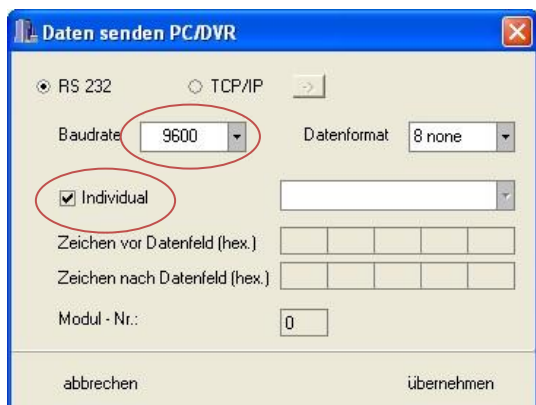 Daten senden PC/DVR
RS 232 TCP/IP ->
Baudrate 9600 Datenformat 8 none
Individual
Zeichen vor Datenfeld (hex.)
Zeichen nach Datenfeld (hex.)
Modul - Nr.: 0
abbrechen übernehmen